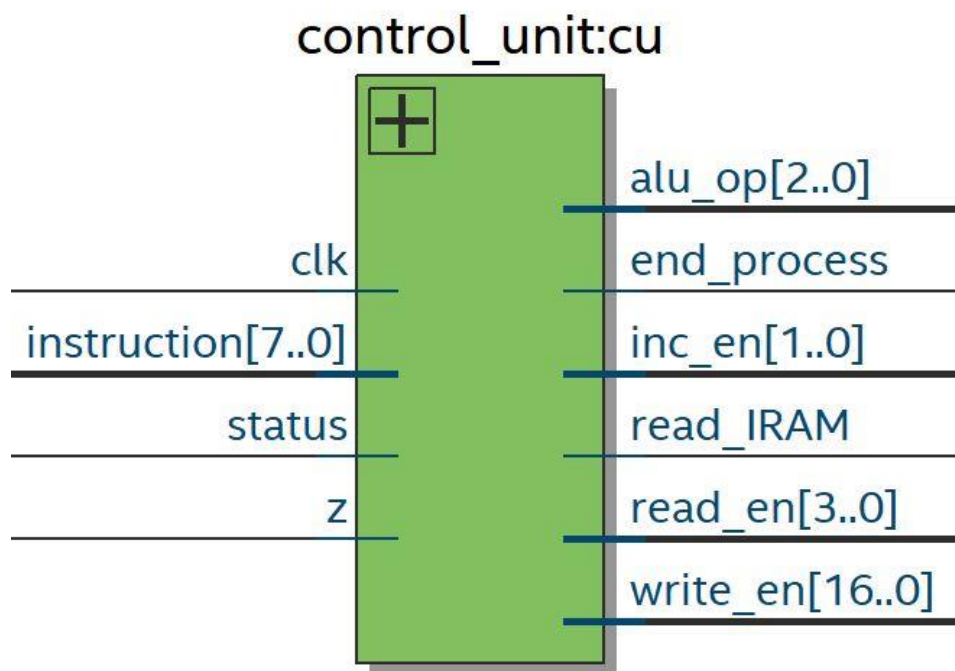 control_unit:cu
alu_op[2..0]
clk
end_process
instruction[7..0]
inc_en[1..0]
status
read_IRAM
z
read_en[3..0]
write_en[16..0]